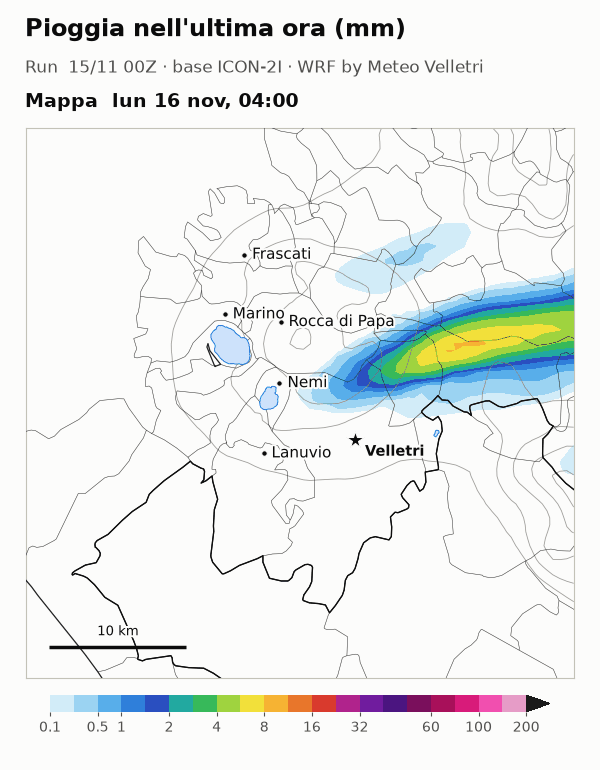 Pioggia nell'ultima ora (mm)
Run 15/11 00Z · base ICON-2I · WRF by Meteo Velletri
Mappa lun 16 nov, 04:00
Frascati
Marino
Rocca di Papa
Nemi
Velletri
Lanuvio
10 km
0.1 0.5 1 2 4 8 16 32 60 100 200